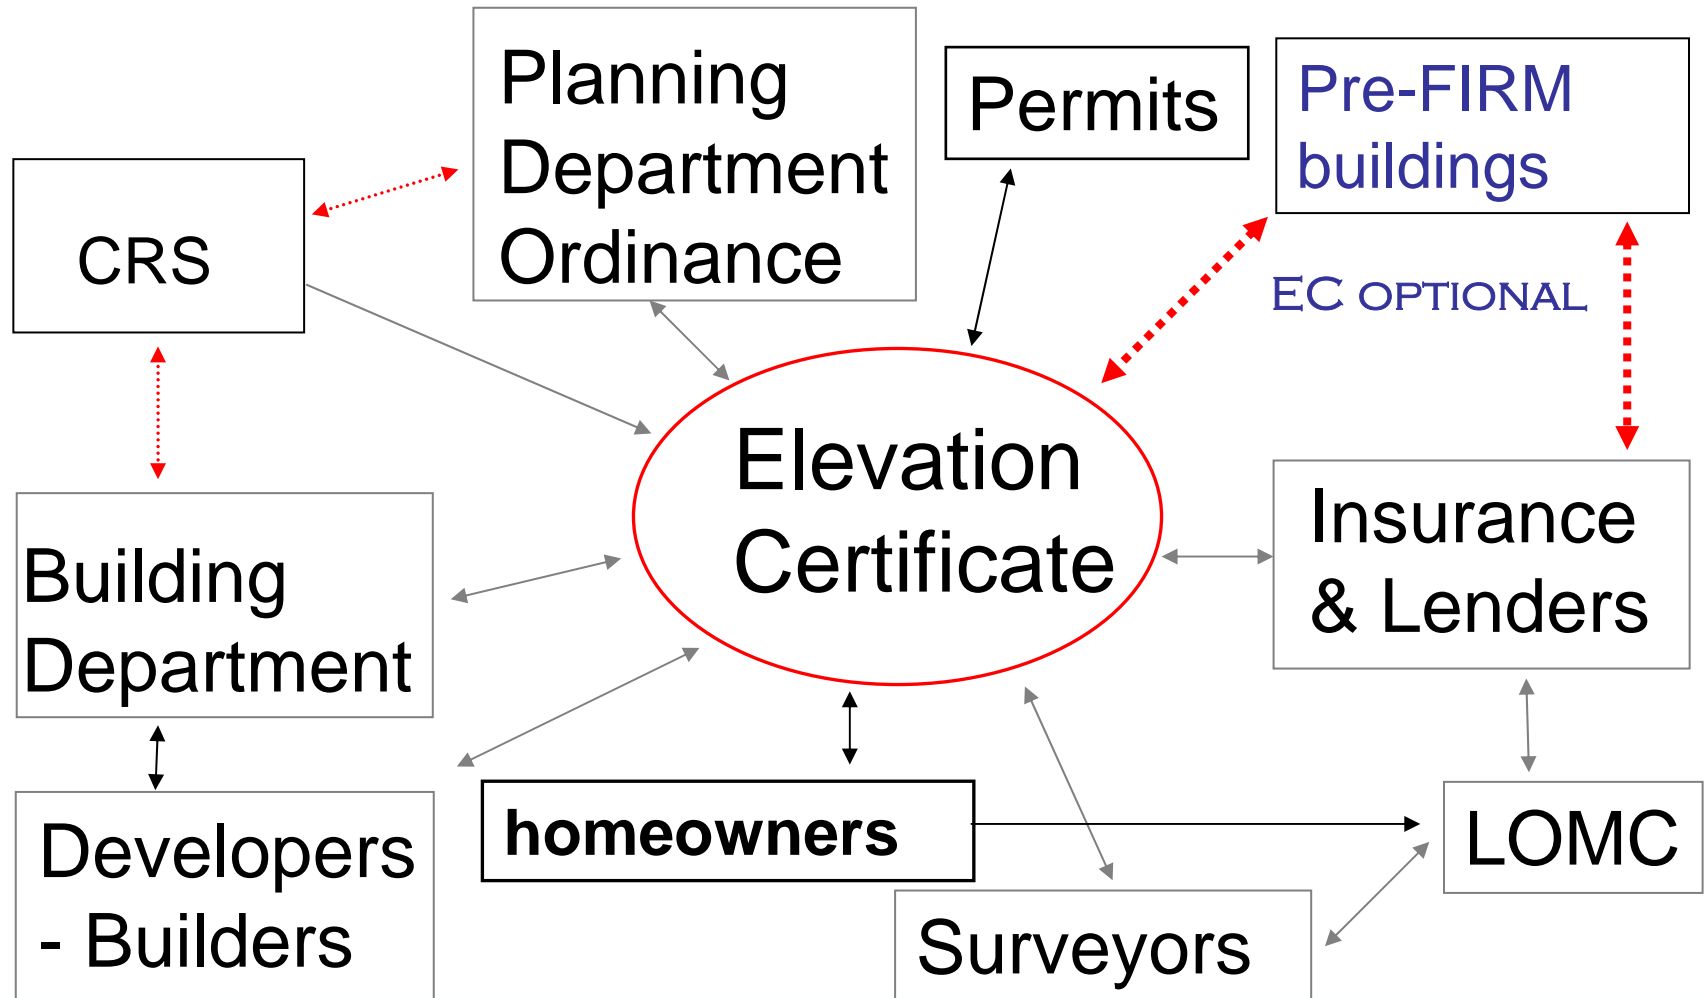 Planning
Department
Ordinance
Permits
Pre-FIRM
buildings
CRS
EC OPTIONAL
Elevation
Certificate
Insurance
& Lenders
Building
Department
homeowners
LOMC
Developers
- Builders
Surveyors